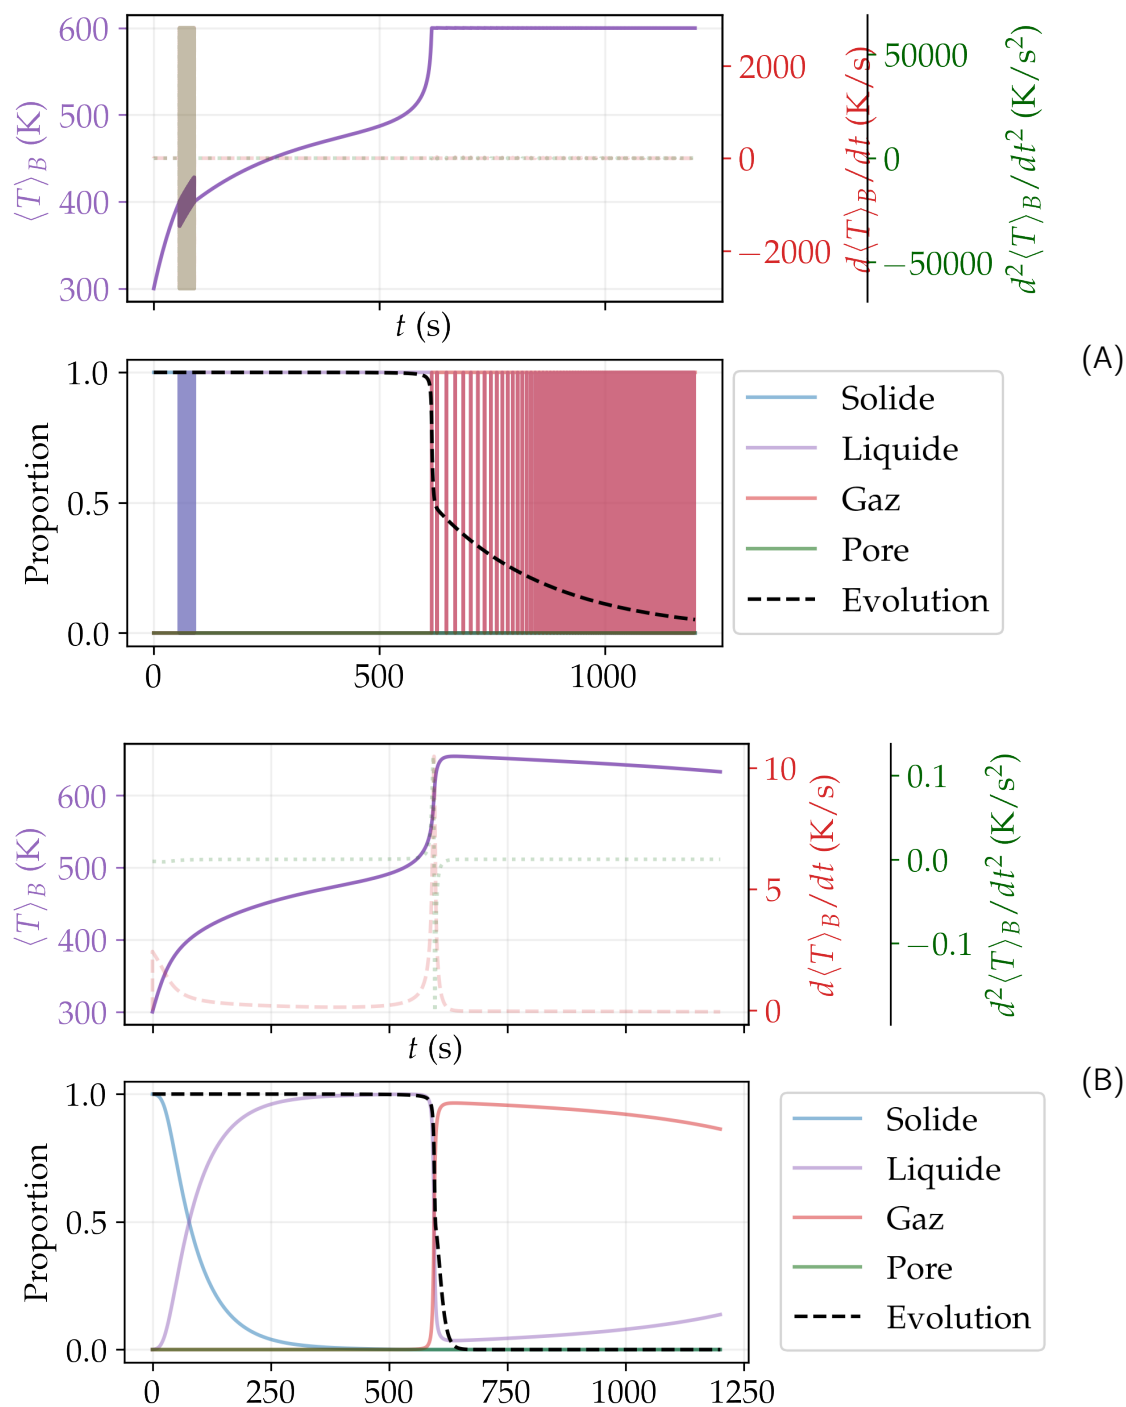 600
500
400
300
⟨T⟩_B (K)
2000
0
−2000
d⟨T⟩_B/dt (K/s)
50000
0
−50000
d²⟨T⟩_B/dt² (K/s²)
t (s)
(A)
1.0
0.5
0.0
Proportion
0
500
1000
Solide
Liquide
Gaz
Pore
Evolution
600
500
400
300
⟨T⟩_B (K)
10
5
0
d⟨T⟩_B/dt (K/s)
0.1
0.0
−0.1
d²⟨T⟩_B/dt² (K/s²)
t (s)
(B)
1.0
0.5
0.0
Proportion
0
250
500
750
1000
1250
Solide
Liquide
Gaz
Pore
Evolution